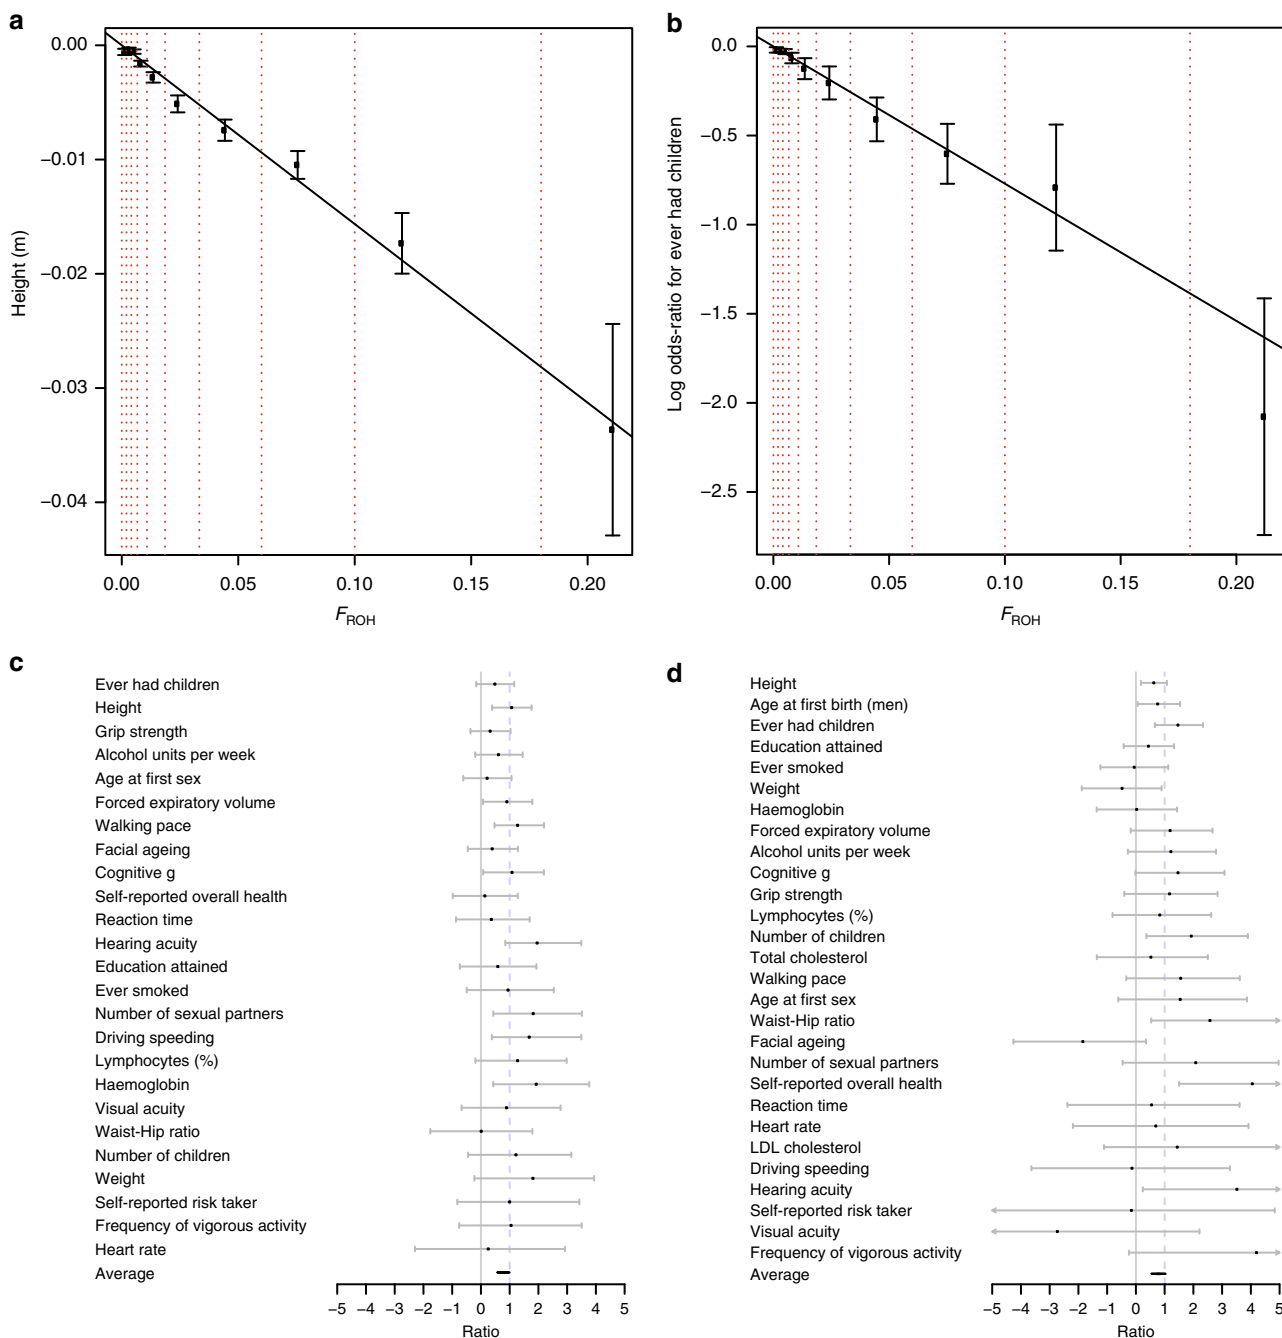 a
0.00
−0.01
−0.02
−0.03
−0.04
Height (m)
0.00 0.05 0.10 0.15 0.20
F_ROH
b
0.0
−0.5
−1.0
−1.5
−2.0
−2.5
Log odds-ratio for ever had children
0.00 0.05 0.10 0.15 0.20
F_ROH
c
Ever had children
Height
Grip strength
Alcohol units per week
Age at first sex
Forced expiratory volume
Walking pace
Facial ageing
Cognitive g
Self-reported overall health
Reaction time
Hearing acuity
Education attained
Ever smoked
Number of sexual partners
Driving speeding
Lymphocytes (%)
Haemoglobin
Visual acuity
Waist-Hip ratio
Number of children
Weight
Self-reported risk taker
Frequency of vigorous activity
Heart rate
Average
−5 −4 −3 −2 −1 0 1 2 3 4 5
Ratio
d
Height
Age at first birth (men)
Ever had children
Education attained
Ever smoked
Weight
Haemoglobin
Forced expiratory volume
Alcohol units per week
Cognitive g
Grip strength
Lymphocytes (%)
Number of children
Total cholesterol
Walking pace
Age at first sex
Waist-Hip ratio
Facial ageing
Number of sexual partners
Self-reported overall health
Reaction time
Heart rate
LDL cholesterol
Driving speeding
Hearing acuity
Self-reported risk taker
Visual acuity
Frequency of vigorous activity
Average
−5 −4 −3 −2 −1 0 1 2 3 4 5
Ratio